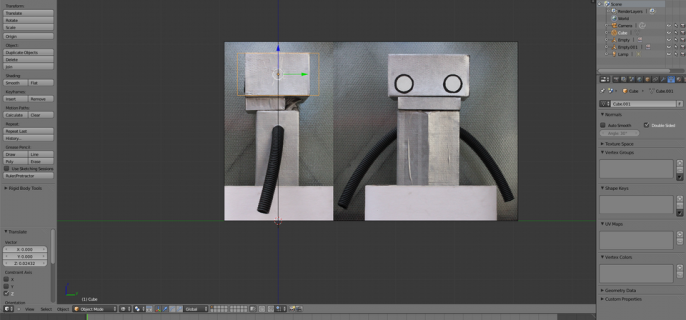 Transform:
Translate
Rotate
Scale
Origin
Object:
Duplicate Objects
Delete
Join
Shading:
Smooth Flat
Keyframes:
Insert Remove
Motion Paths:
Calculate Clear
Repeat:
Repeat Last
History...
Grease Pencil:
Draw Line
Poly Erase
Use Sketching Sessions
Ruler/Protractor
Rigid Body Tools
Translate
Vector
X: 0.000
Y: 0.000
Z: 0.02432
Constraint Axis
X
Y
Z
Orientation
(1) Cube
View Select Object Object Mode Global
Scene
RenderLayers
World
Camera
Cube
Empty
Empty.001
Lamp
Cube Cube.001
Cube.001
Normals
Auto Smooth Double Sided
Angle: 30°
Texture Space
Vertex Groups
Shape Keys
UV Maps
Vertex Colors
Geometry Data
Custom Properties